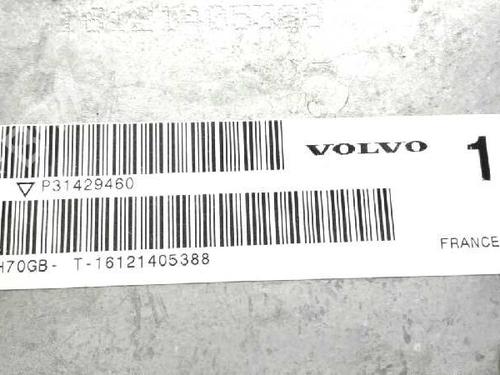 VOLVO
1
P31429460
FRANCE
H70GB- T-16121405388